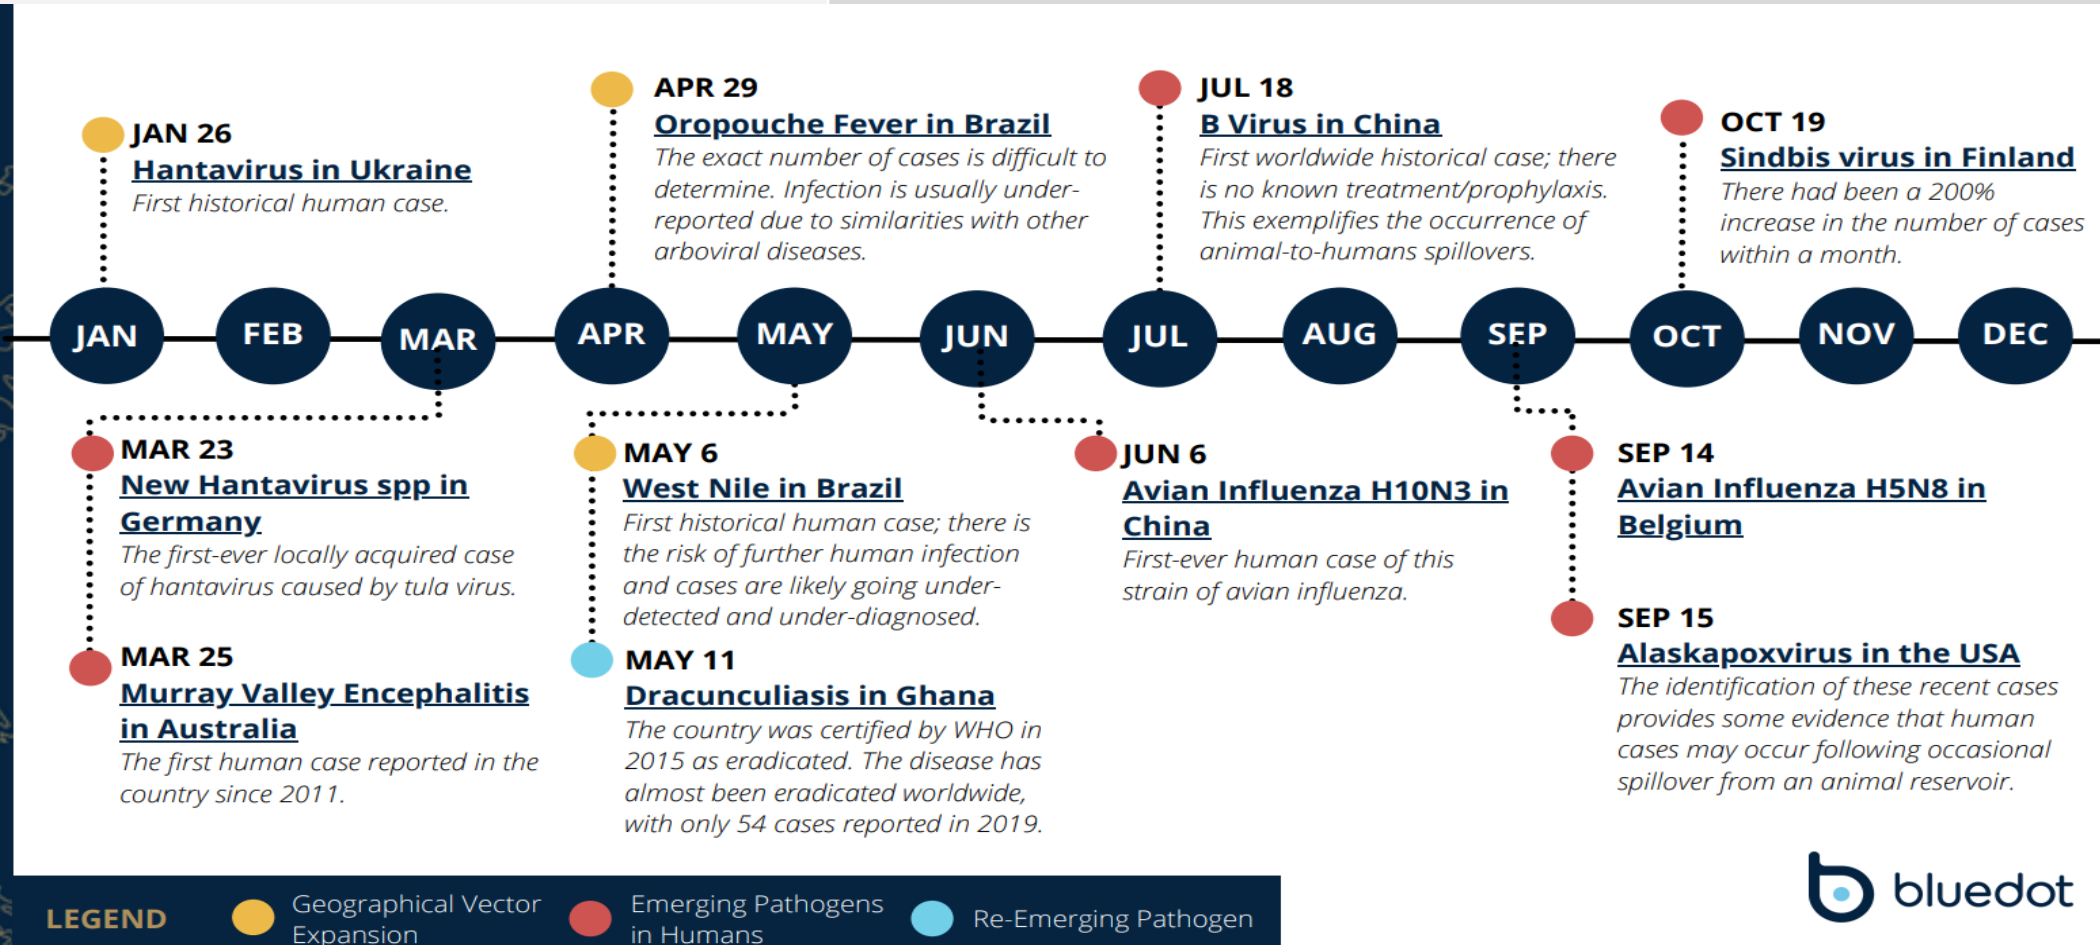 JAN 26
Hantavirus in Ukraine
First historical human case.
APR 29
Oropouche Fever in Brazil
The exact number of cases is difficult to
determine. Infection is usually under-
reported due to similarities with other
arboviral diseases.
JUL 18
B Virus in China
First worldwide historical case; there
is no known treatment/prophylaxis.
This exemplifies the occurrence of
animal-to-humans spillovers.
OCT 19
Sindbis virus in Finland
There had been a 200%
increase in the number of cases
within a month.
JAN
FEB
MAR
APR
MAY
JUN
JUL
AUG
SEP
OCT
NOV
DEC
MAR 23
New Hantavirus spp in
Germany
The first-ever locally acquired case
of hantavirus caused by tula virus.
MAR 25
Murray Valley Encephalitis
in Australia
The first human case reported in the
country since 2011.
MAY 6
West Nile in Brazil
First historical human case; there is
the risk of further human infection
and cases are likely going under-
detected and under-diagnosed.
MAY 11
Dracunculiasis in Ghana
The country was certified by WHO in
2015 as eradicated. The disease has
almost been eradicated worldwide,
with only 54 cases reported in 2019.
JUN 6
Avian Influenza H10N3 in
China
First-ever human case of this
strain of avian influenza.
SEP 14
Avian Influenza H5N8 in
Belgium
SEP 15
Alaskapoxvirus in the USA
The identification of these recent cases
provides some evidence that human
cases may occur following occasional
spillover from an animal reservoir.
LEGEND
Geographical Vector
Expansion
Emerging Pathogens
in Humans
Re-Emerging Pathogen
bluedot